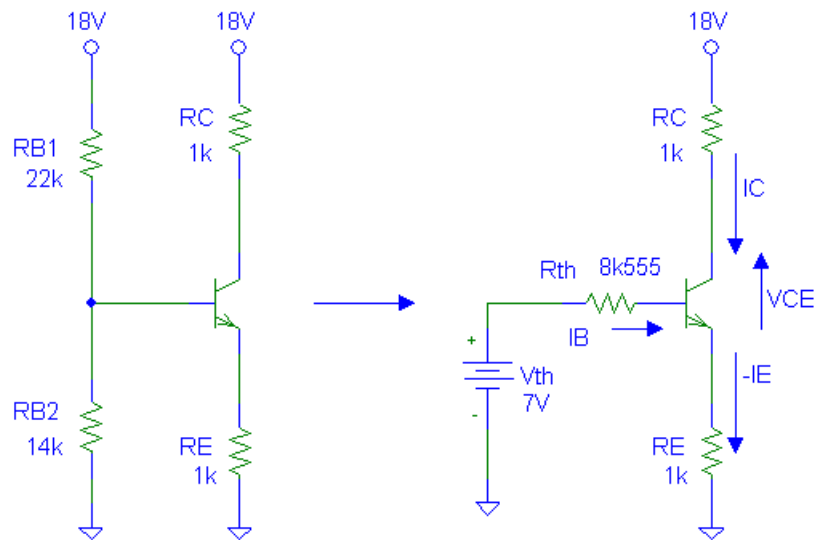 18V
18V
RB1
22k
RC
1k
RB2
14k
RE
1k
18V
RC
1k
IC
Rth
8k555
IB
VCE
+
Vth
7V
-
-IE
RE
1k